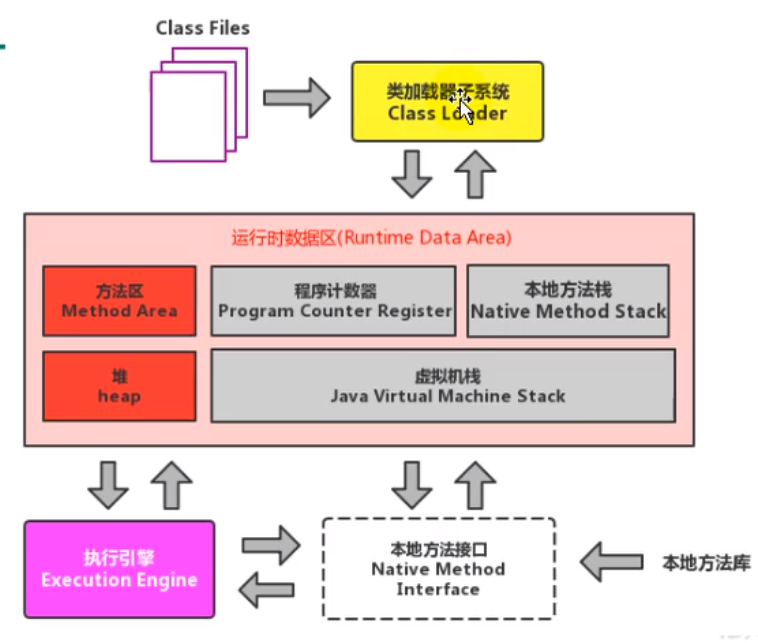 Class Files
类加载器子系统
Class Loader
运行时数据区(Runtime Data Area)
方法区
Method Area
程序计数器
Program Counter Register
本地方法栈
Native Method Stack
堆
heap
虚拟机栈
Java Virtual Machine Stack
执行引擎
Execution Engine
本地方法接口
Native Method
Interface
本地方法库